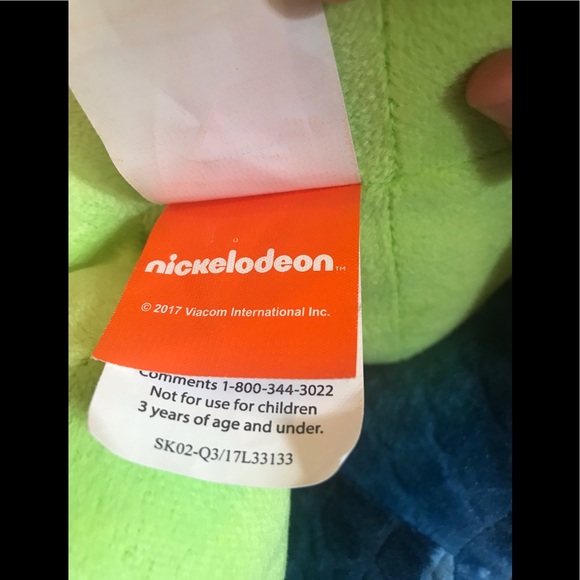 nickelodeon™
© 2017 Viacom International Inc.
Comments 1-800-344-3022
Not for use for children
3 years of age and under.
SK02-Q3/17L33133